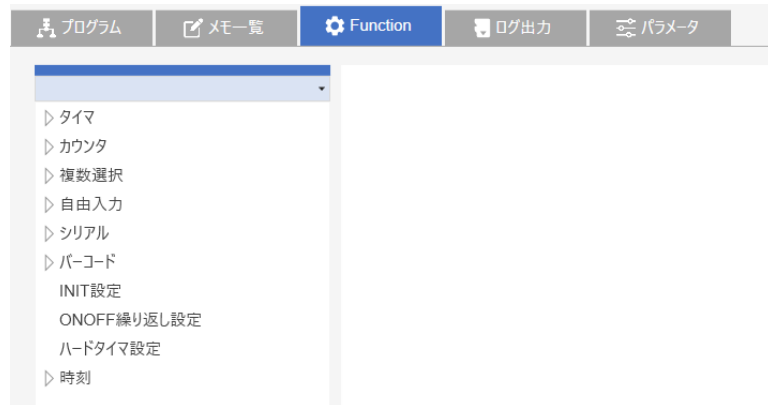 プログラム メモ一覧 Function ログ出力 パラメータ
タイマ
カウンタ
複数選択
自由入力
シリアル
バーコード
INIT設定
ONOFF繰り返し設定
ハードタイマ設定
時刻